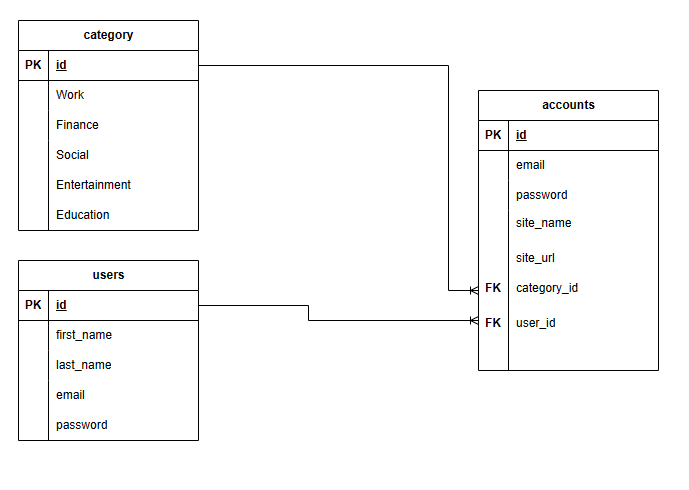 category
PK id
Work
Finance
Social
Entertainment
Education
users
PK id
first_name
last_name
email
password
accounts
PK id
email
password
site_name
site_url
FK category_id
FK user_id